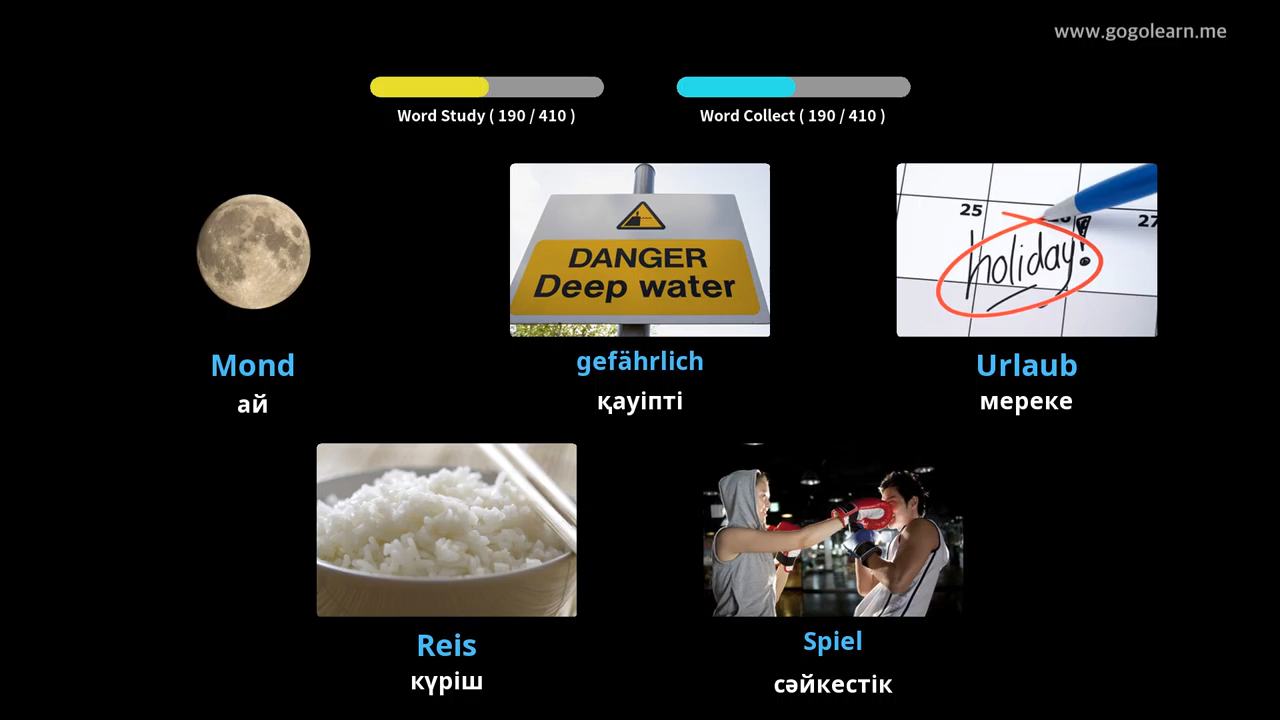 www.gogolearn.me
Word Study ( 190 / 410 )
Word Collect ( 190 / 410 )
DANGER
Deep water
25
27
holiday!
Mond
ай
gefährlich
қауіпті
Urlaub
мереке
Reis
күріш
Spiel
сәйкестік